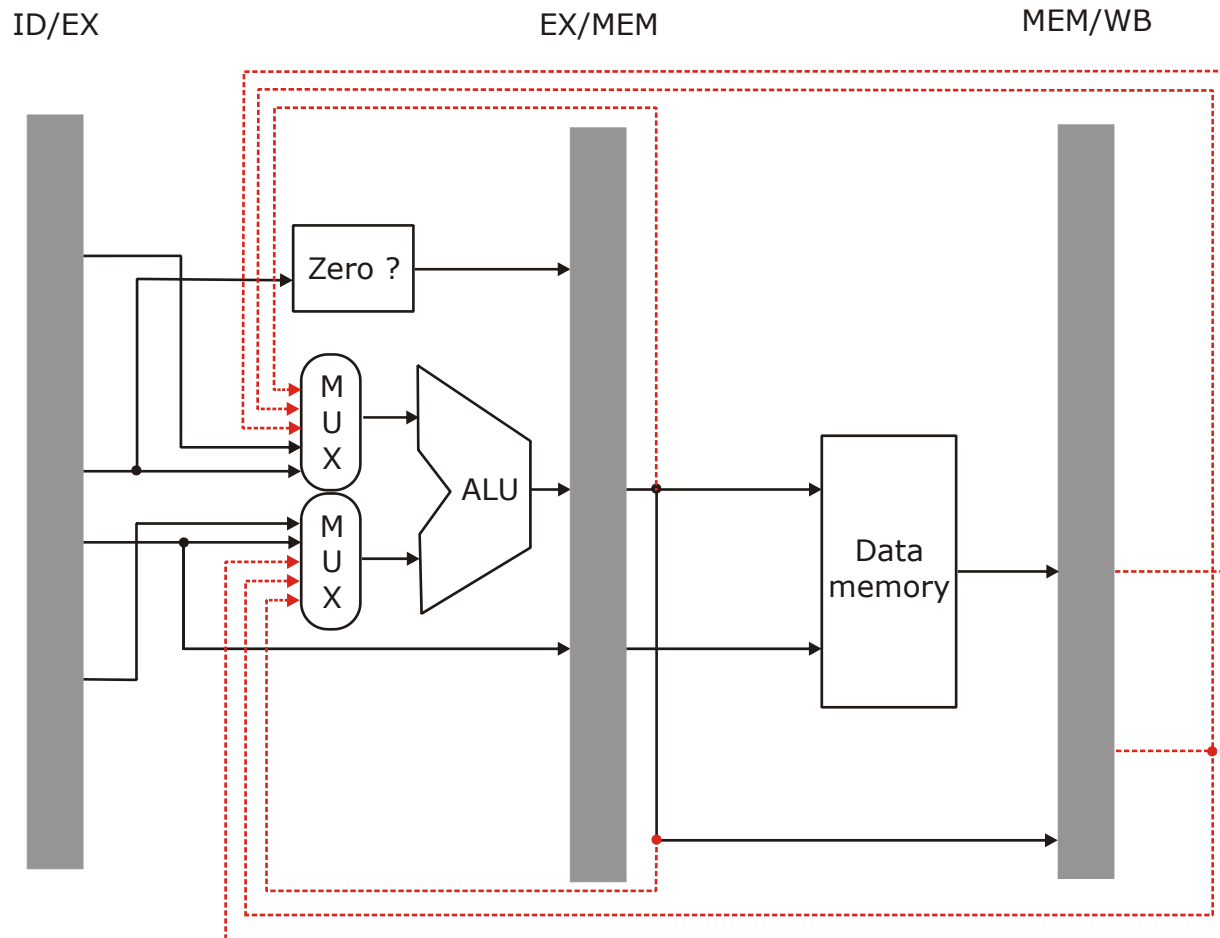 ID/EX
EX/MEM
MEM/WB
Zero ?
M
U
X
ALU
M
U
X
Data
memory